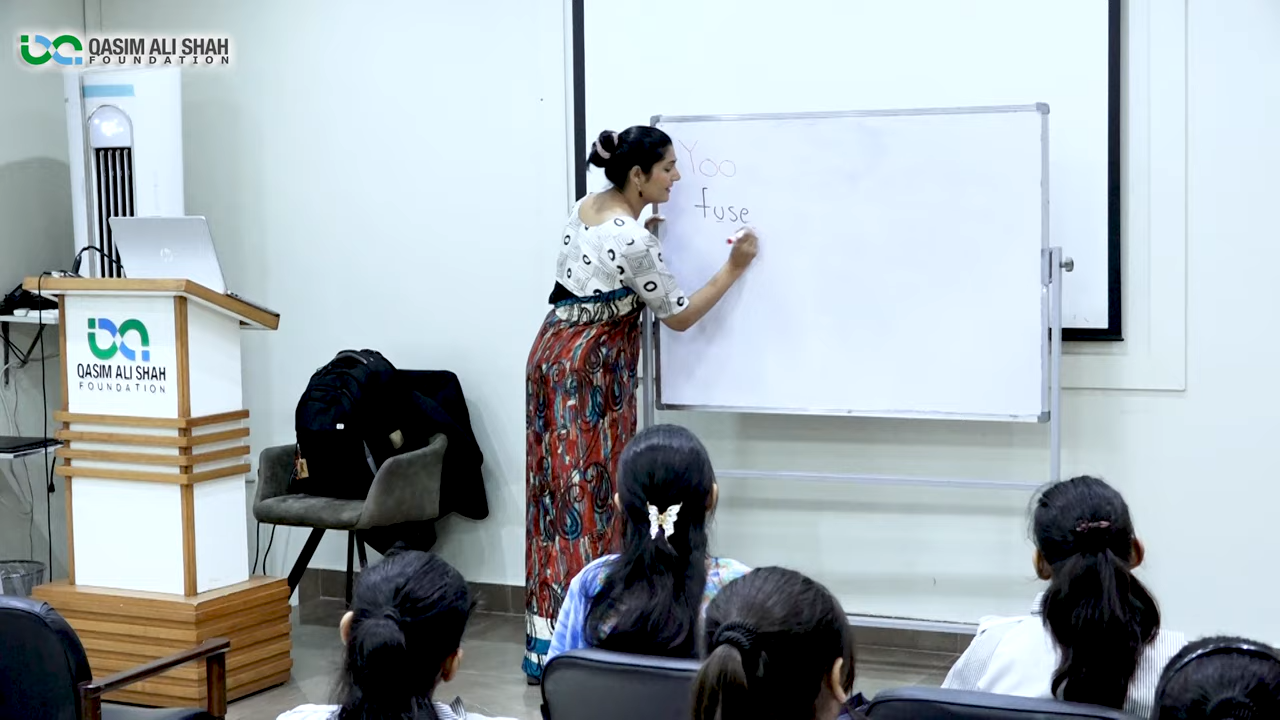 QASIM ALI SHAH
FOUNDATION
Yoo
fuse
QASIM ALI SHAH
FOUNDATION